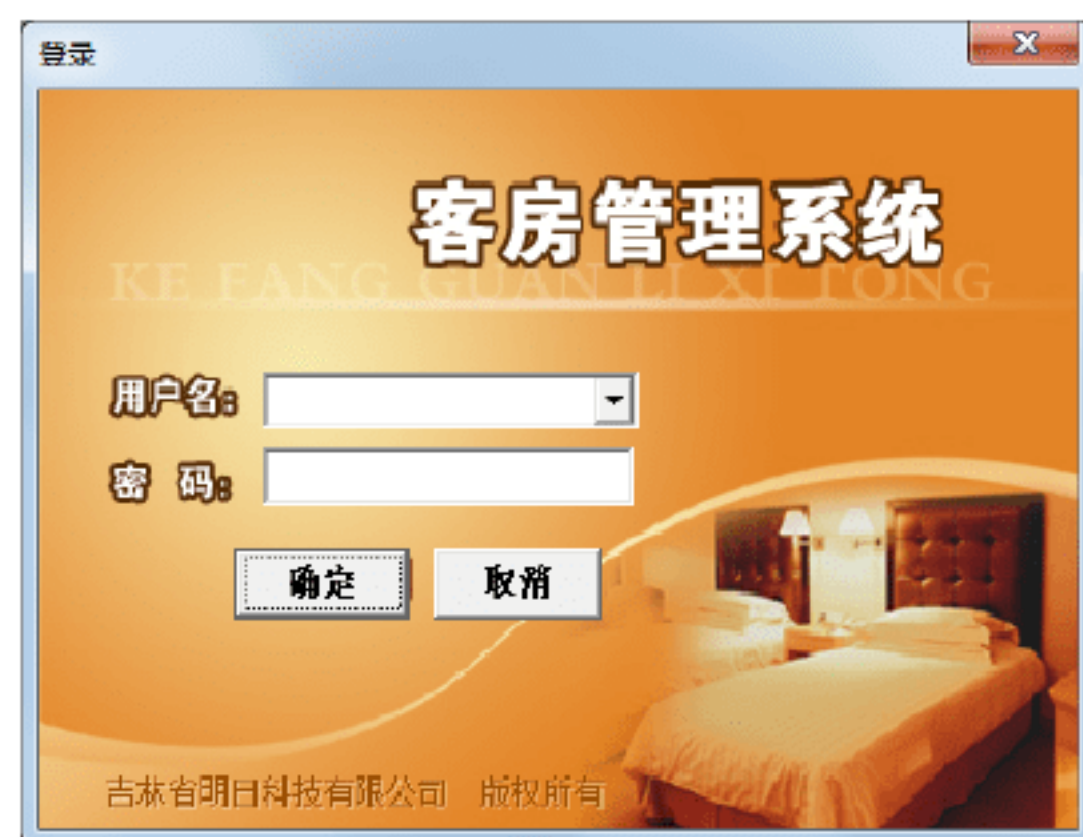 登录
客房管理系统
KE FANG GUAN LI XI TONG
用户名:
密 码:
确定 取消
吉林省明日科技有限公司 版权所有